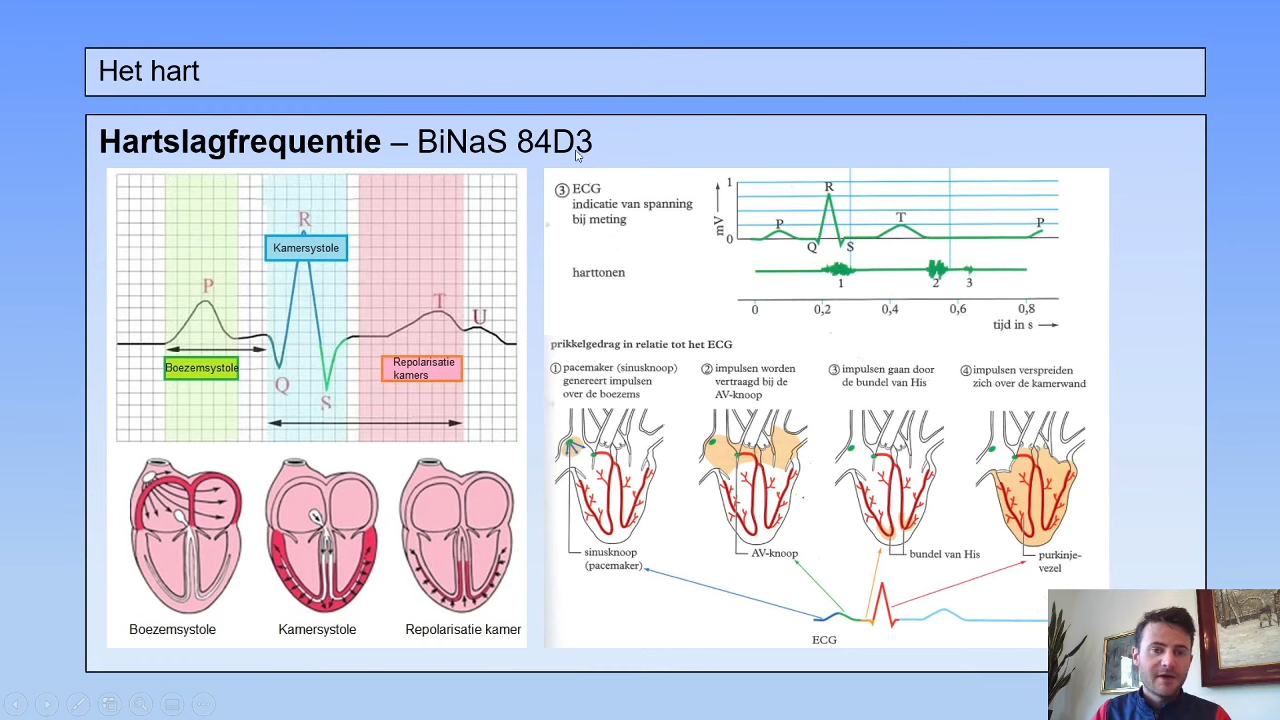 Het hart
Hartslagfrequentie – BiNaS 84D3
R
Kamersystole
P
T
U
Boezemsystole
Repolarisatie
kamers
Q
S
Boezemsystole
Kamersystole
Repolarisatie kamer
③ ECG
indicatie van spanning
bij meting
1
mV
0
P
R
Q
S
T
P
harttonen
1
2
3
0
0,2
0,4
0,6
0,8
tijd in s
prikkelgedrag in relatie tot het ECG
① pacemaker (sinusknoop)
genereert impulsen
over de boezems
② impulsen worden
vertraagd bij de
AV-knoop
③ impulsen gaan door
de bundel van His
④ impulsen verspreiden
zich over de kamerwand
sinusknoop
(pacemaker)
AV-knoop
bundel van His
purkinje-
vezel
ECG